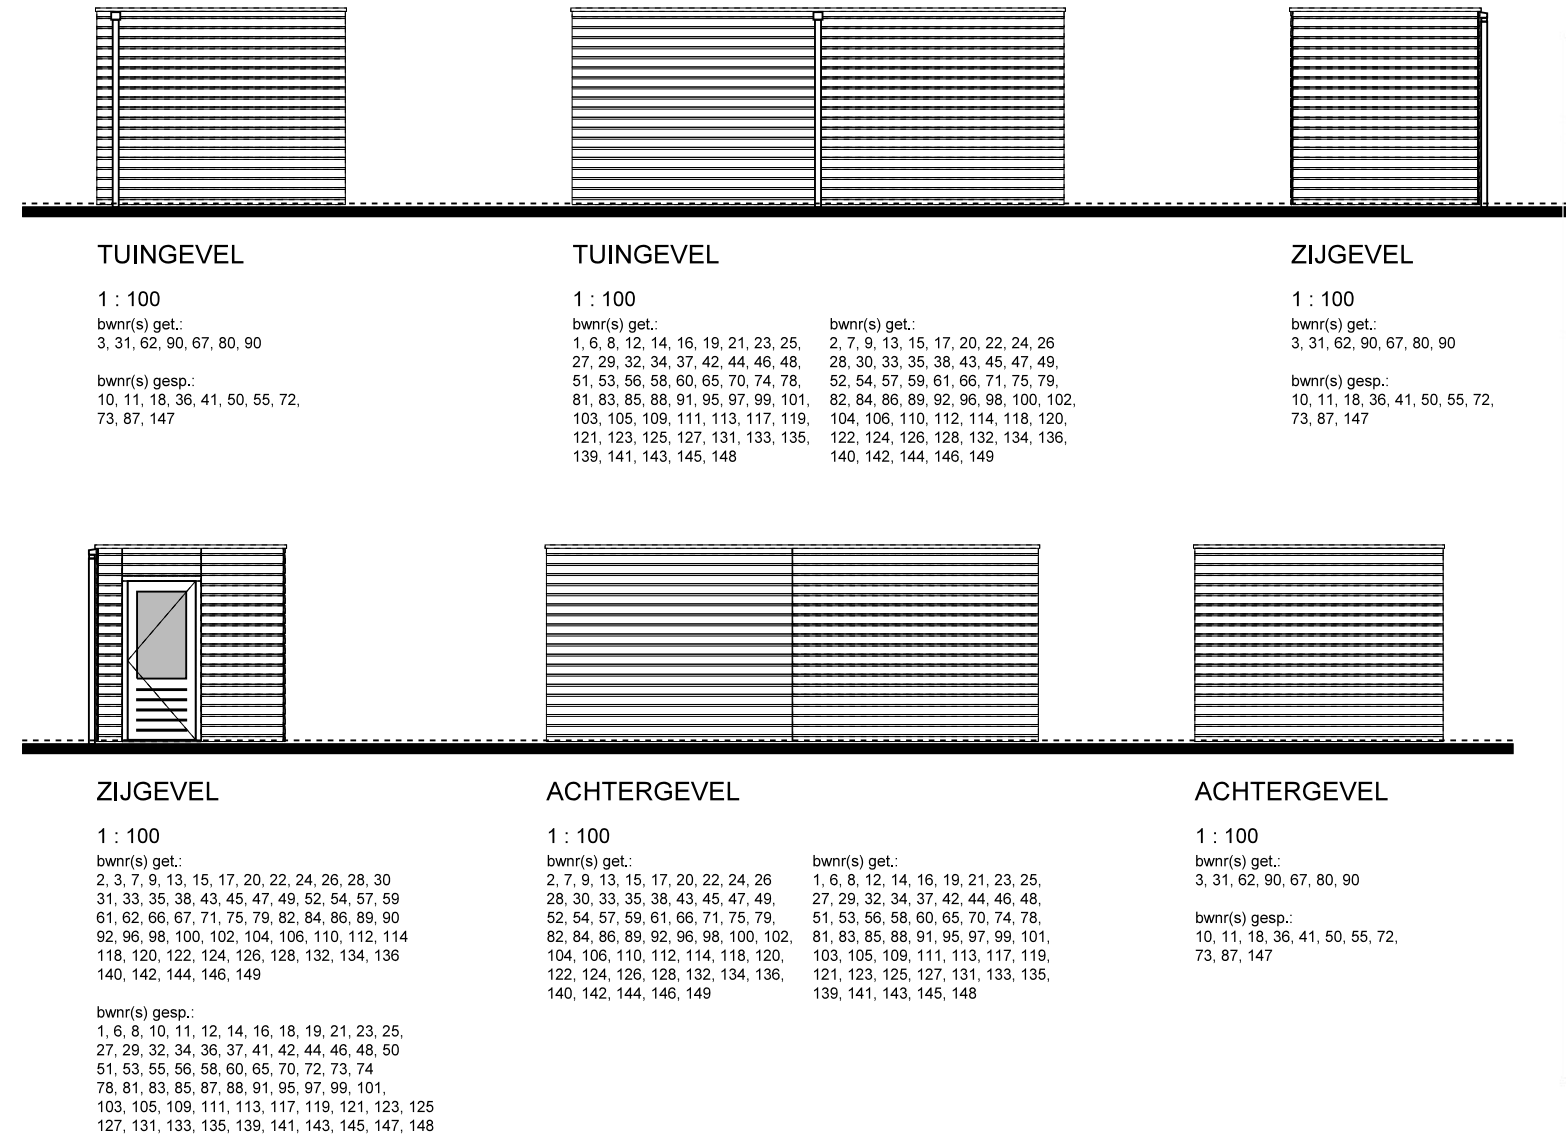 TUINGEVEL
1 : 100
bwnr(s) get.:
3, 31, 62, 90, 67, 80, 90
bwnr(s) gesp.:
10, 11, 18, 36, 41, 50, 55, 72,
73, 87, 147
TUINGEVEL
1 : 100
bwnr(s) get.:
1, 6, 8, 12, 14, 16, 19, 21, 23, 25,
27, 29, 32, 34, 37, 42, 44, 46, 48,
51, 53, 56, 58, 60, 65, 70, 74, 78,
81, 83, 85, 88, 91, 95, 97, 99, 101,
103, 105, 109, 111, 113, 117, 119,
121, 123, 125, 127, 131, 133, 135,
139, 141, 143, 145, 148
bwnr(s) get.:
2, 7, 9, 13, 15, 17, 20, 22, 24, 26
28, 30, 33, 35, 38, 43, 45, 47, 49,
52, 54, 57, 59, 61, 66, 71, 75, 79,
82, 84, 86, 89, 92, 96, 98, 100, 102,
104, 106, 110, 112, 114, 118, 120,
122, 124, 126, 128, 132, 134, 136,
140, 142, 144, 146, 149
ZIJGEVEL
1 : 100
bwnr(s) get.:
3, 31, 62, 90, 67, 80, 90
bwnr(s) gesp.:
10, 11, 18, 36, 41, 50, 55, 72,
73, 87, 147
ZIJGEVEL
1 : 100
bwnr(s) get.:
2, 3, 7, 9, 13, 15, 17, 20, 22, 24, 26, 28, 30
31, 33, 35, 38, 43, 45, 47, 49, 52, 54, 57, 59
61, 62, 66, 67, 71, 75, 79, 82, 84, 86, 89, 90
92, 96, 98, 100, 102, 104, 106, 110, 112, 114
118, 120, 122, 124, 126, 128, 132, 134, 136
140, 142, 144, 146, 149
bwnr(s) gesp.:
1, 6, 8, 10, 11, 12, 14, 16, 18, 19, 21, 23, 25,
27, 29, 32, 34, 36, 37, 41, 42, 44, 46, 48, 50
51, 53, 55, 56, 58, 60, 65, 70, 72, 73, 74
78, 81, 83, 85, 87, 88, 91, 95, 97, 99, 101,
103, 105, 109, 111, 113, 117, 119, 121, 123, 125
127, 131, 133, 135, 139, 141, 143, 145, 147, 148
ACHTERGEVEL
1 : 100
bwnr(s) get.:
2, 7, 9, 13, 15, 17, 20, 22, 24, 26
28, 30, 33, 35, 38, 43, 45, 47, 49,
52, 54, 57, 59, 61, 66, 71, 75, 79,
82, 84, 86, 89, 92, 96, 98, 100, 102,
104, 106, 110, 112, 114, 118, 120,
122, 124, 126, 128, 132, 134, 136,
140, 142, 144, 146, 149
bwnr(s) get.:
1, 6, 8, 12, 14, 16, 19, 21, 23, 25,
27, 29, 32, 34, 37, 42, 44, 46, 48,
51, 53, 56, 58, 60, 65, 70, 74, 78,
81, 83, 85, 88, 91, 95, 97, 99, 101,
103, 105, 109, 111, 113, 117, 119,
121, 123, 125, 127, 131, 133, 135,
139, 141, 143, 145, 148
ACHTERGEVEL
1 : 100
bwnr(s) get.:
3, 31, 62, 90, 67, 80, 90
bwnr(s) gesp.:
10, 11, 18, 36, 41, 50, 55, 72,
73, 87, 147